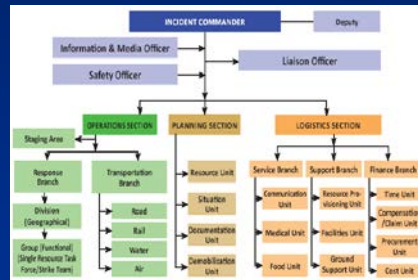 INCIDENT COMMANDER
Deputy
Information & Media Officer
Liaison Officer
Safety Officer
OPERATIONS SECTION
PLANNING SECTION
LOGISTICS SECTION
Staging Area
Response
Branch
Transportation
Branch
Resource Unit
Service Branch
Support Branch
Finance Branch
Division
(Geographical)
Group (Functional)
(Single Resource Task
Force/Strike Team)
Road
Rail
Water
Air
Situation
Unit
Documentation
Unit
Demobilization
Unit
Communication
Unit
Medical Unit
Food Unit
Resource Pro-
visioning Unit
Facilities Unit
Ground Support
Unit
Time Unit
Compensation
/Claim Unit
Procurement
Unit
Cost Unit